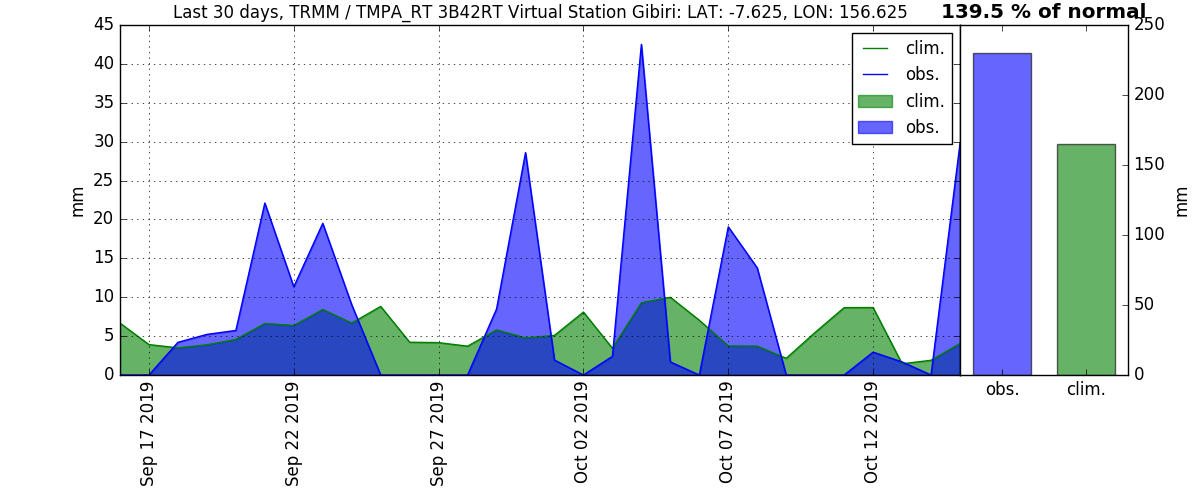 Last 30 days, TRMM / TMPA_RT 3B42RT Virtual Station Gibiri: LAT: -7.625, LON: 156.625
139.5 % of normal
45
40
35
30
25
20
15
10
5
0
mm
clim.
obs.
clim.
obs.
Sep 17 2019
Sep 22 2019
Sep 27 2019
Oct 02 2019
Oct 07 2019
Oct 12 2019
250
200
150
100
50
0
mm
obs.
clim.